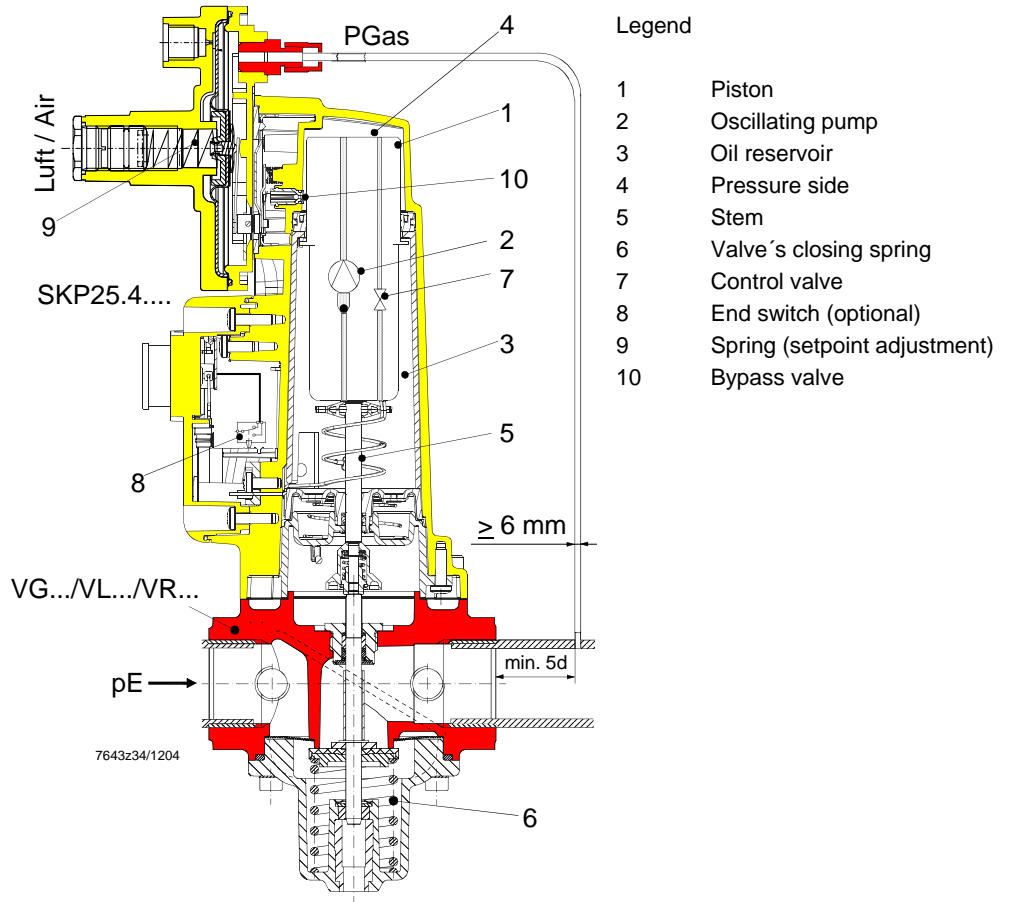 PGas
4
1
Luft / Air
10
9
2
7
SKP25.4....
3
5
8
≥ 6 mm
VG.../VL.../VR...
min. 5d
pE
7643z34/1204
6
Legend
1 Piston
2 Oscillating pump
3 Oil reservoir
4 Pressure side
5 Stem
6 Valve´s closing spring
7 Control valve
8 End switch (optional)
9 Spring (setpoint adjustment)
10 Bypass valve